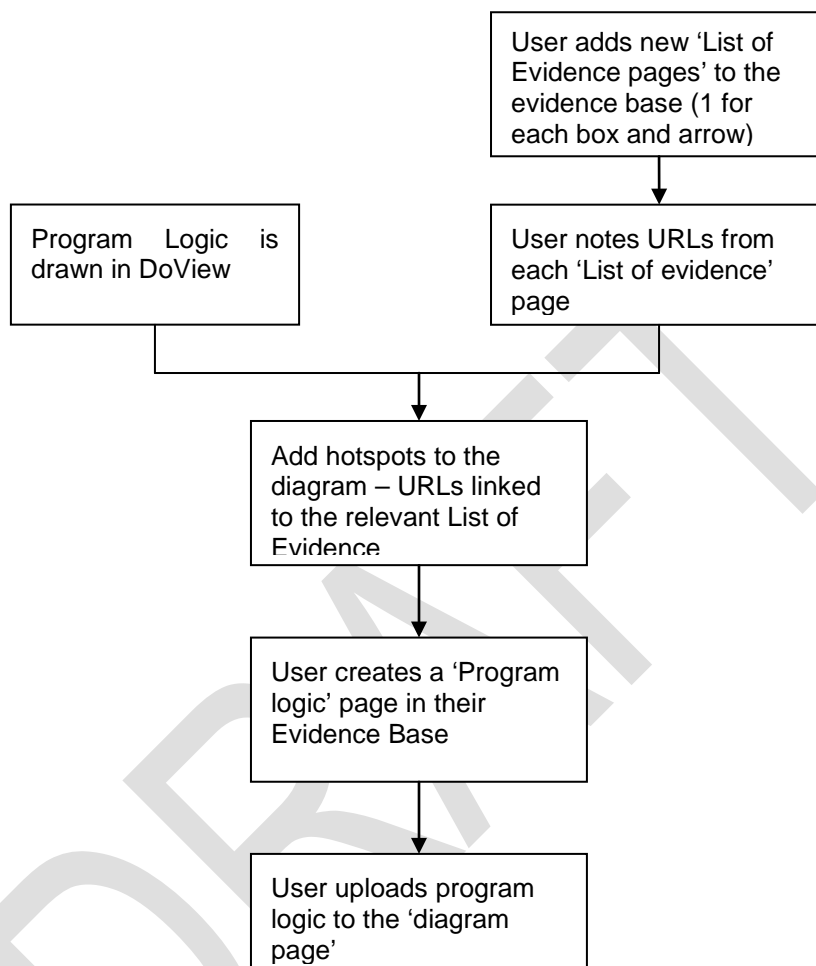 User adds new ‘List of
Evidence pages’ to the
evidence base (1 for
each box and arrow)
Program Logic is
drawn in DoView
User notes URLs from
each ‘List of evidence’
page
Add hotspots to the
diagram – URLs linked
to the relevant List of
Evidence
User creates a ‘Program
logic’ page in their
Evidence Base
User uploads program
logic to the ‘diagram
page’
DRAFT